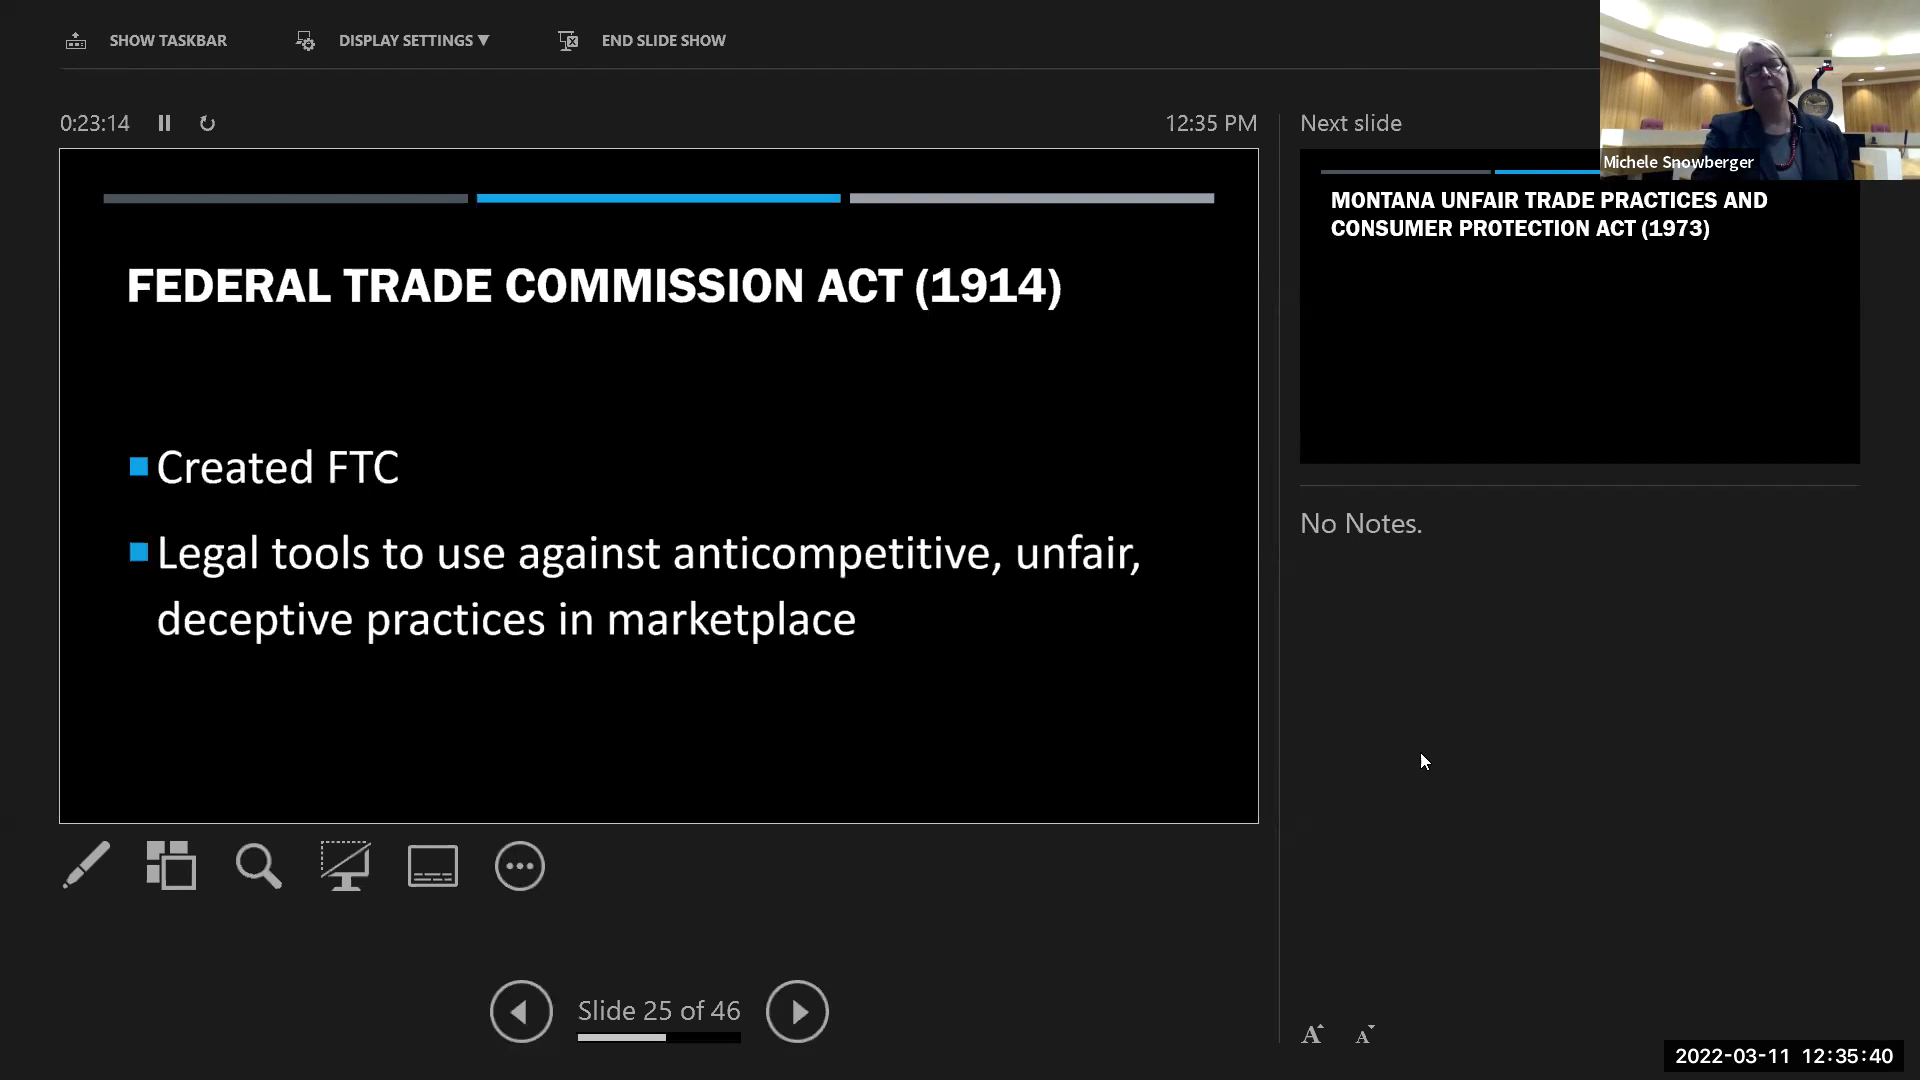 SHOW TASKBAR
DISPLAY SETTINGS ▼
END SLIDE SHOW
0:23:14
12:35 PM
Next slide
Michele Snowberger
FEDERAL TRADE COMMISSION ACT (1914)
Created FTC
Legal tools to use against anticompetitive, unfair,
deceptive practices in marketplace
MONTANA UNFAIR TRADE PRACTICES AND
CONSUMER PROTECTION ACT (1973)
No Notes.
Slide 25 of 46
A A
2022-03-11 12:35:40